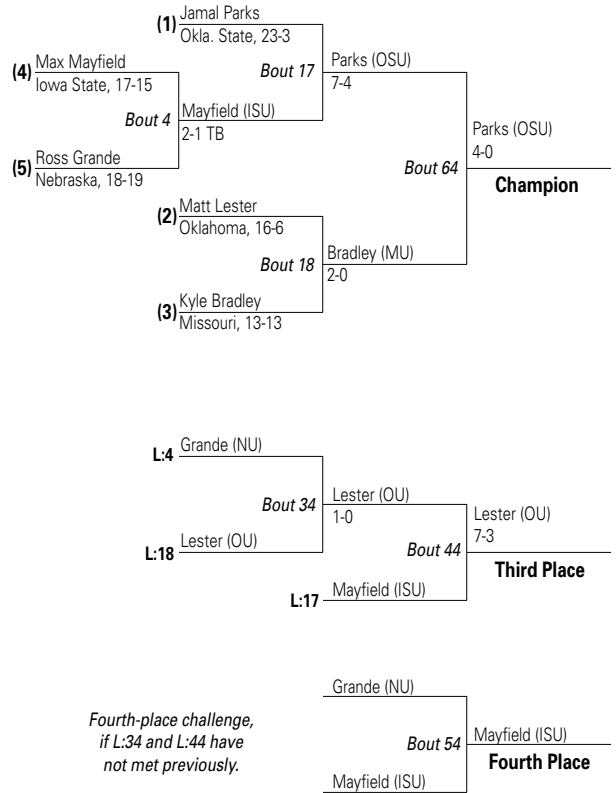 (1) Jamal Parks
Okla. State, 23-3
Bout 17
Parks (OSU)
7-4
(4) Max Mayfield
Iowa State, 17-15
Bout 4
Mayfield (ISU)
2-1 TB
(5) Ross Grande
Nebraska, 18-19
Parks (OSU)
4-0
Bout 64
Champion
(2) Matt Lester
Oklahoma, 16-6
Bout 18
Bradley (MU)
2-0
(3) Kyle Bradley
Missouri, 13-13
L:4 Grande (NU)
Bout 34
Lester (OU)
1-0
L:18 Lester (OU)
Lester (OU)
7-3
Bout 44
Third Place
L:17 Mayfield (ISU)
Grande (NU)
Fourth-place challenge,
if L:34 and L:44 have
not met previously.
Bout 54
Mayfield (ISU)
Fourth Place
Mayfield (ISU)